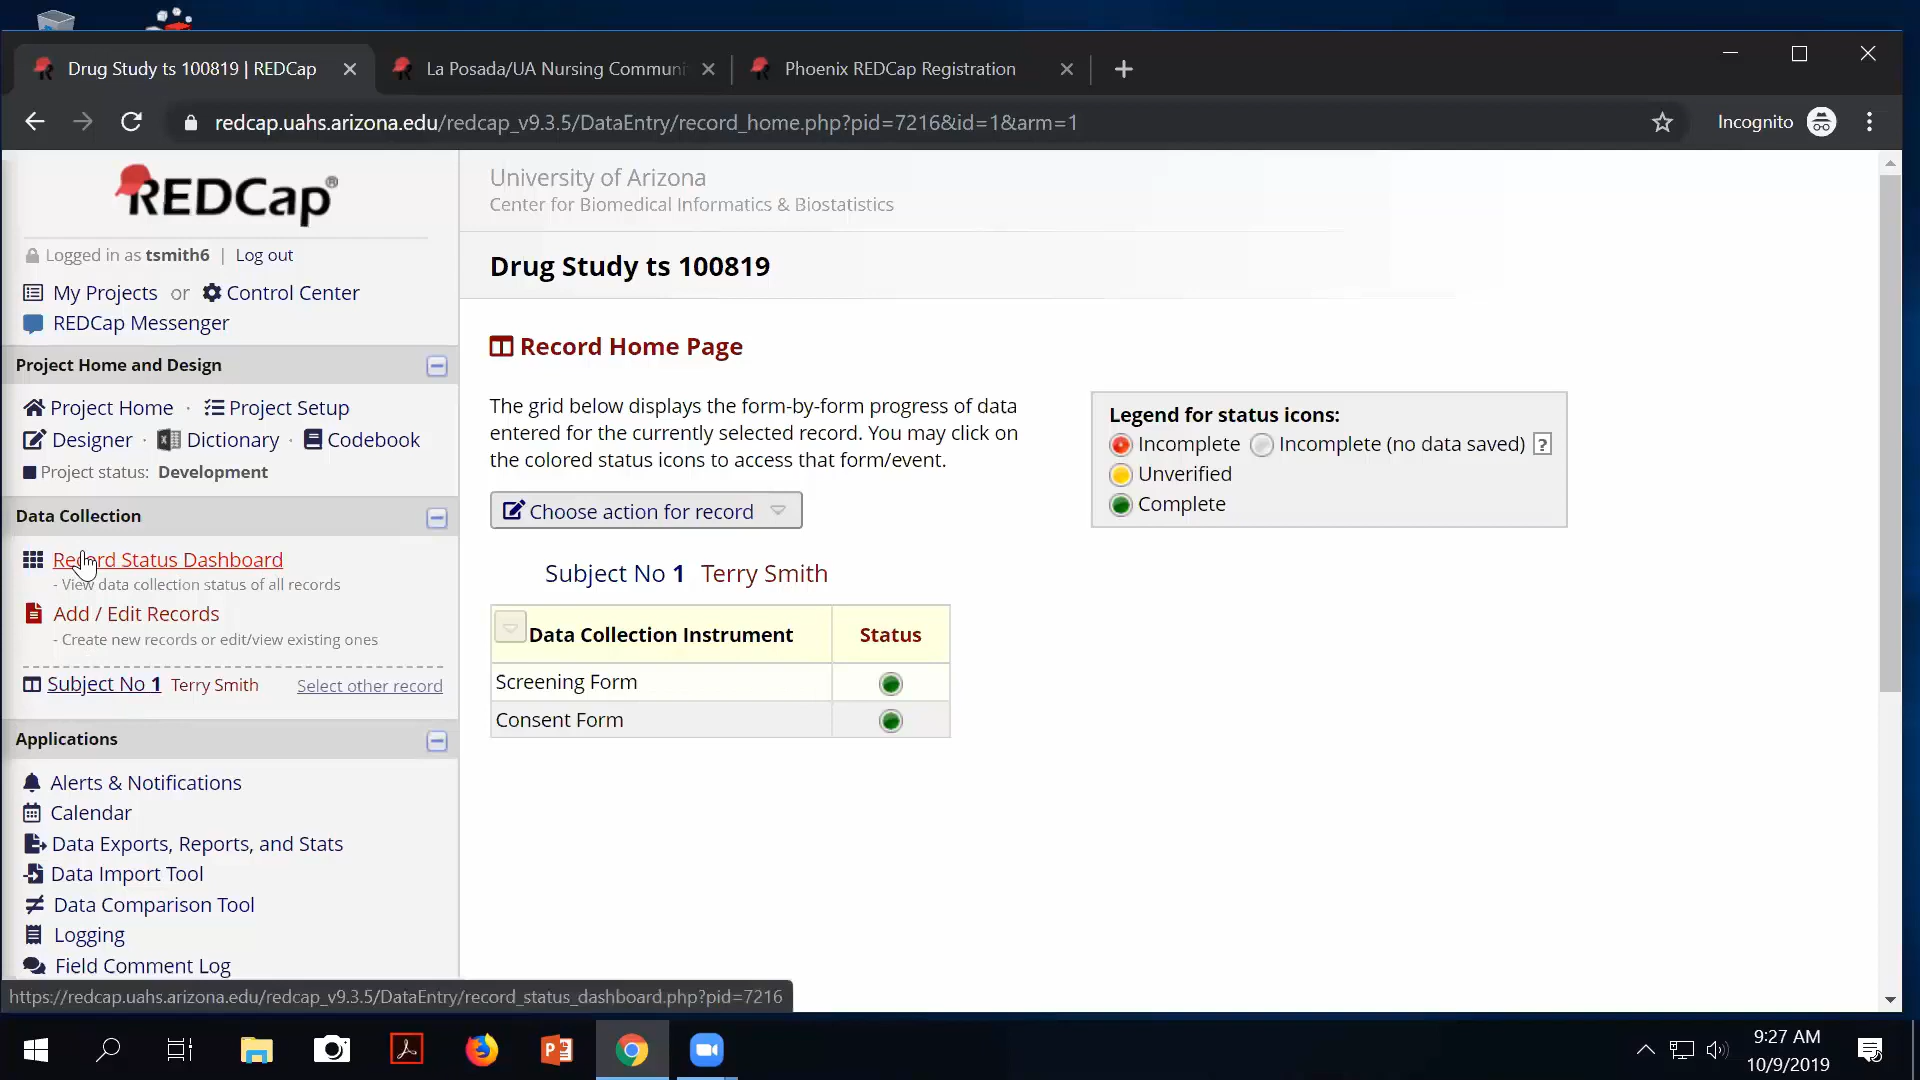 Drug Study ts 100819 | REDCap
La Posada/UA Nursing Communi
Phoenix REDCap Registration
redcap.uahs.arizona.edu/redcap_v9.3.5/DataEntry/record_home.php?pid=7216&id=1&arm=1
Incognito
REDCap®
Logged in as tsmith6 | Log out
My Projects or Control Center
REDCap Messenger
Project Home and Design
Project Home · Project Setup
Designer · Dictionary · Codebook
Project status: Development
Data Collection
Record Status Dashboard
- View data collection status of all records
Add / Edit Records
- Create new records or edit/view existing ones
Subject No 1 Terry Smith Select other record
Applications
Alerts & Notifications
Calendar
Data Exports, Reports, and Stats
Data Import Tool
Data Comparison Tool
Logging
Field Comment Log
University of Arizona
Center for Biomedical Informatics & Biostatistics
Drug Study ts 100819
Record Home Page
The grid below displays the form-by-form progress of data
entered for the currently selected record. You may click on
the colored status icons to access that form/event.
Legend for status icons:
Incomplete Incomplete (no data saved) ?
Unverified
Complete
Choose action for record
Subject No 1 Terry Smith
Data Collection Instrument Status
Screening Form
Consent Form
https://redcap.uahs.arizona.edu/redcap_v9.3.5/DataEntry/record_status_dashboard.php?pid=7216
9:27 AM
10/9/2019